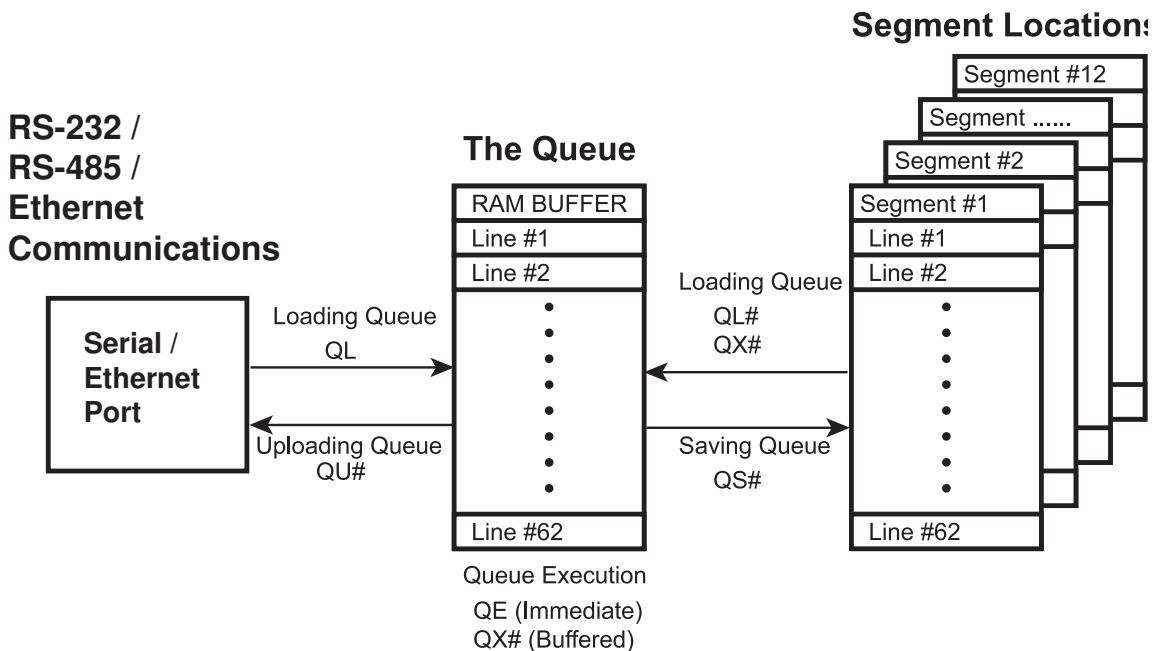 Segment Locations
Segment #12
Segment ......
Segment #2
Segment #1
Line #1
Line #2
Line #62
RS-232 /
RS-485 /
Ethernet
Communications
Serial /
Ethernet
Port
Loading Queue
QL
Uploading Queue
QU#
The Queue
RAM BUFFER
Line #1
Line #2
Line #62
Queue Execution
QE (Immediate)
QX# (Buffered)
Loading Queue
QL#
QX#
Saving Queue
QS#